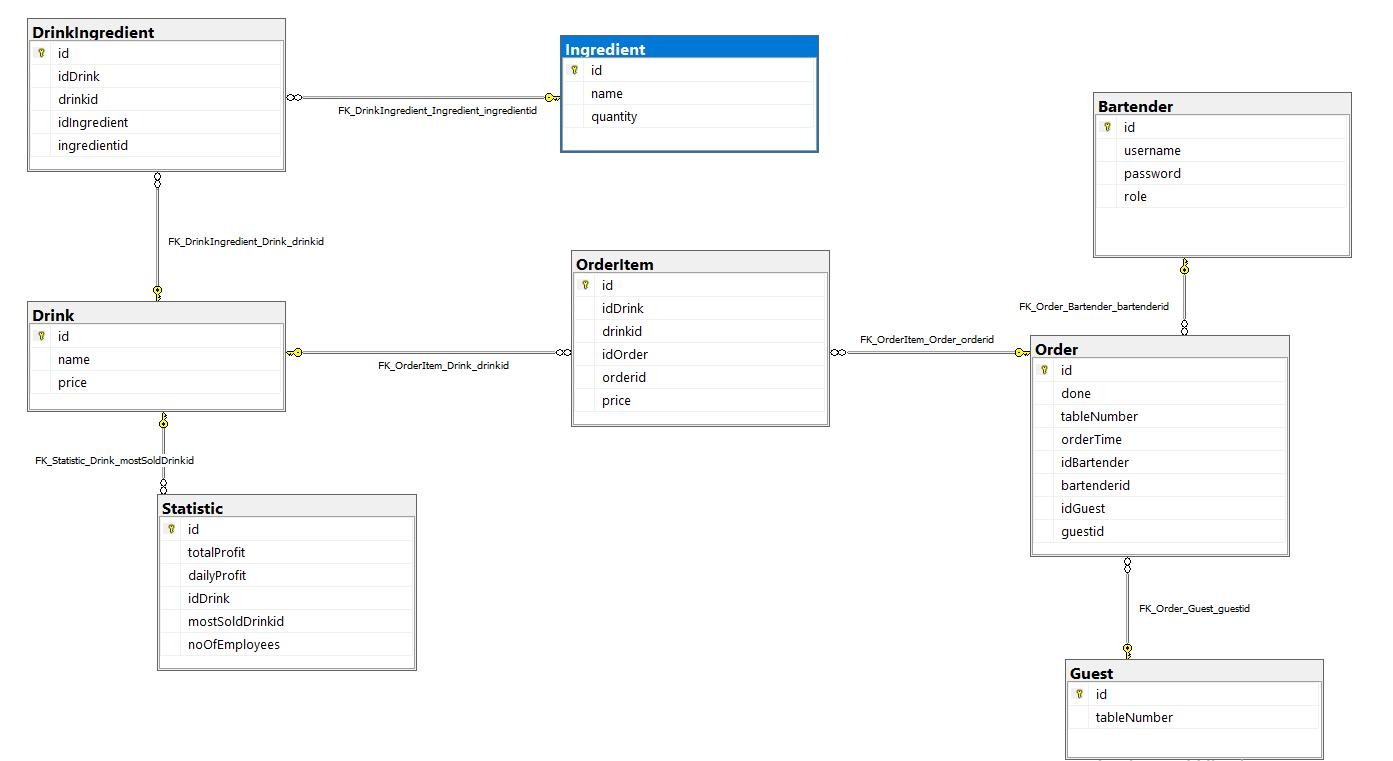 DrinkIngredient
id
idDrink
drinkid
idIngredient
ingredientid
FK_DrinkIngredient_Ingredient_ingredientid
Ingredient
id
name
quantity
Bartender
id
username
password
role
FK_DrinkIngredient_Drink_drinkid
Drink
id
name
price
FK_OrderItem_Drink_drinkid
OrderItem
id
idDrink
drinkid
idOrder
orderid
price
FK_OrderItem_Order_orderid
FK_Order_Bartender_bartenderid
Order
id
done
tableNumber
orderTime
idBartender
bartenderid
idGuest
guestid
FK_Statistic_Drink_mostSoldDrinkid
Statistic
id
totalProfit
dailyProfit
idDrink
mostSoldDrinkid
noOfEmployees
FK_Order_Guest_guestid
Guest
id
tableNumber